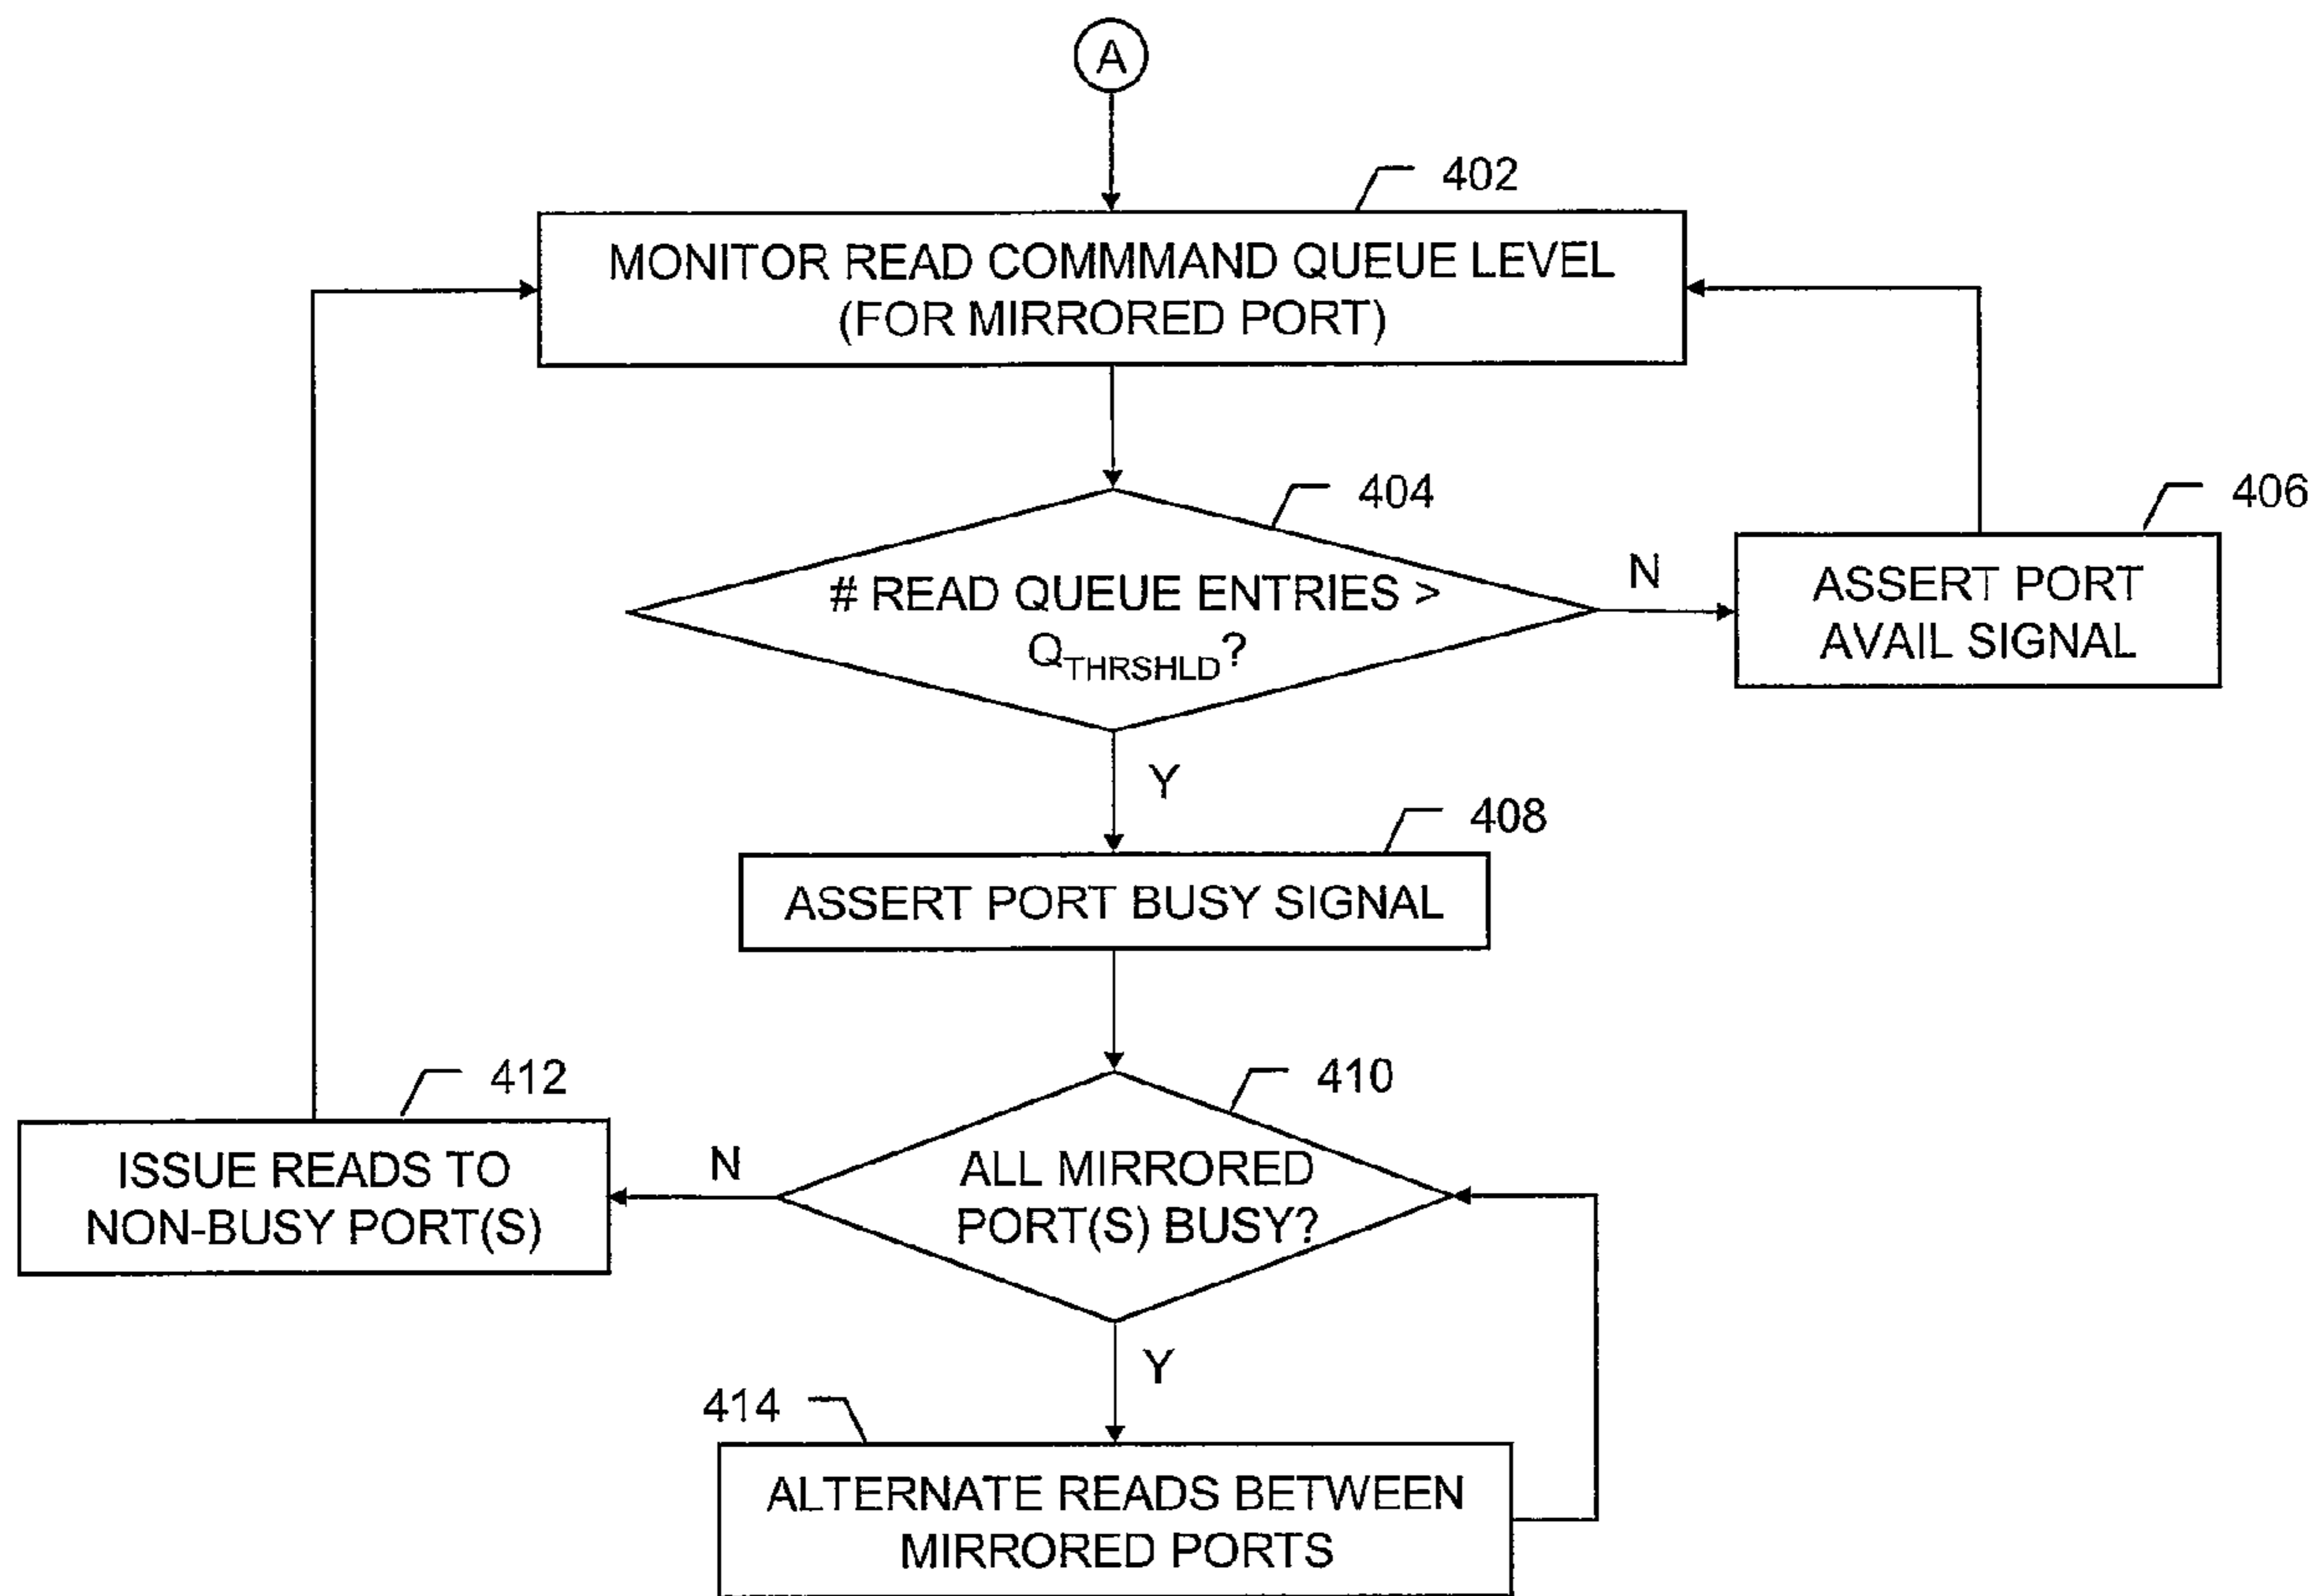 A
402
MONITOR READ COMMMAND QUEUE LEVEL
(FOR MIRRORED PORT)
404
406
# READ QUEUE ENTRIES >
Q_THRSHLD?
N
ASSERT PORT
AVAIL SIGNAL
Y
408
ASSERT PORT BUSY SIGNAL
412
410
ISSUE READS TO
NON-BUSY PORT(S)
N
ALL MIRRORED
PORT(S) BUSY?
Y
414
ALTERNATE READS BETWEEN
MIRRORED PORTS